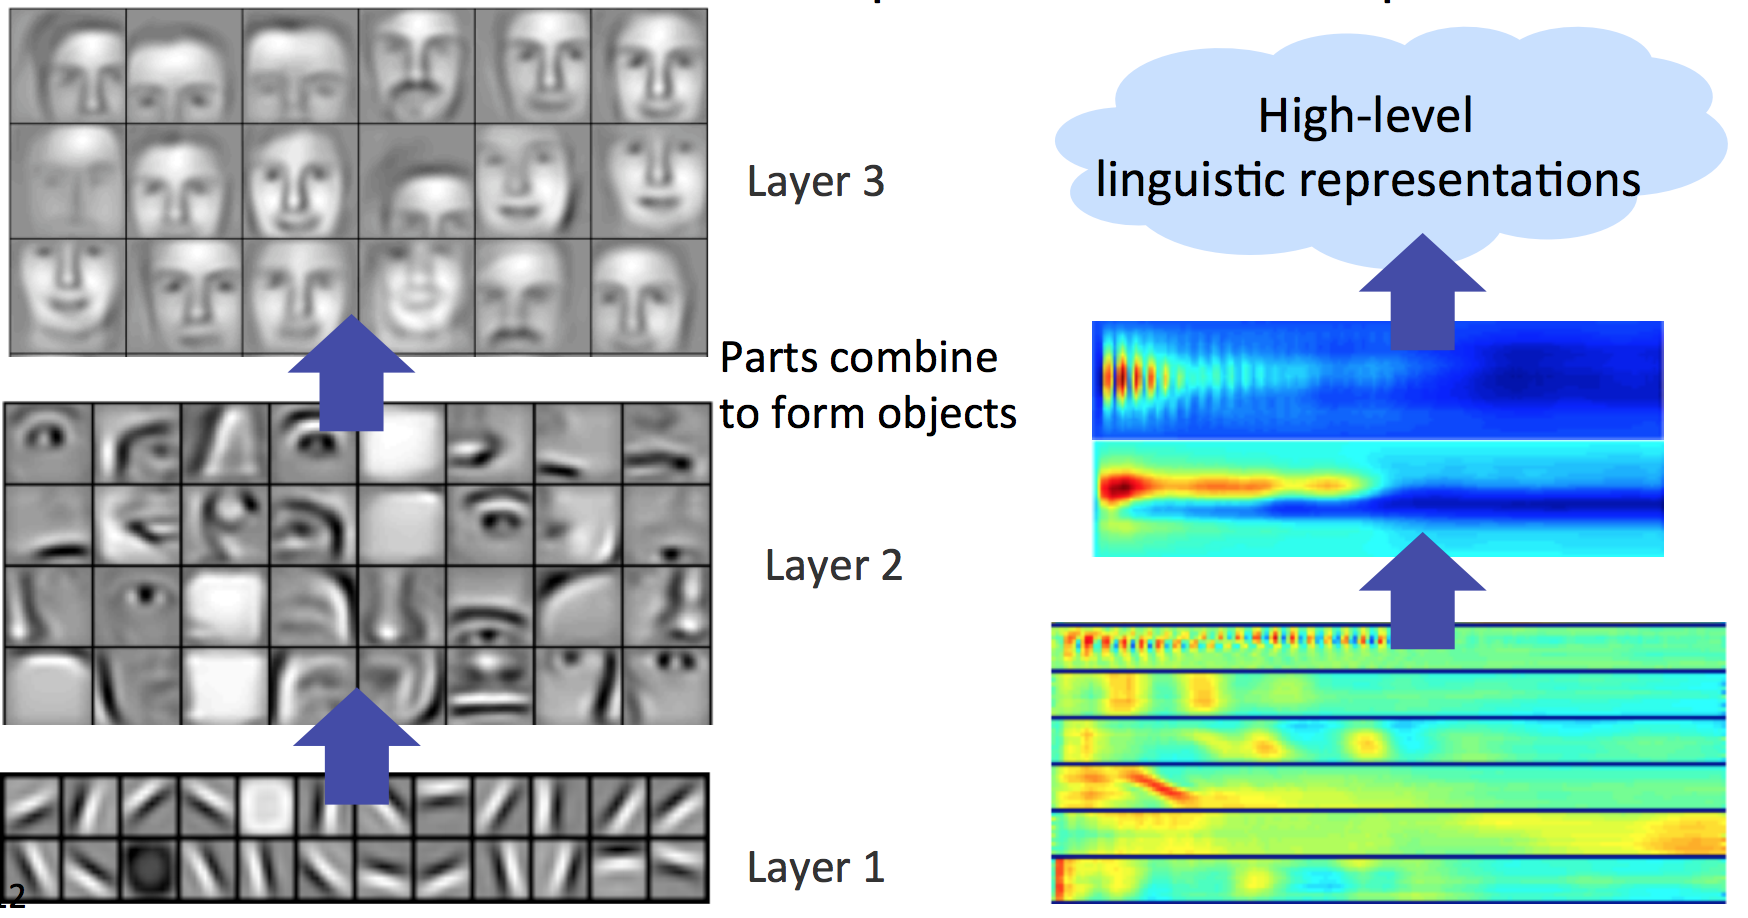 High-level
linguistic representations
Layer 3
Parts combine
to form objects
Layer 2
Layer 1